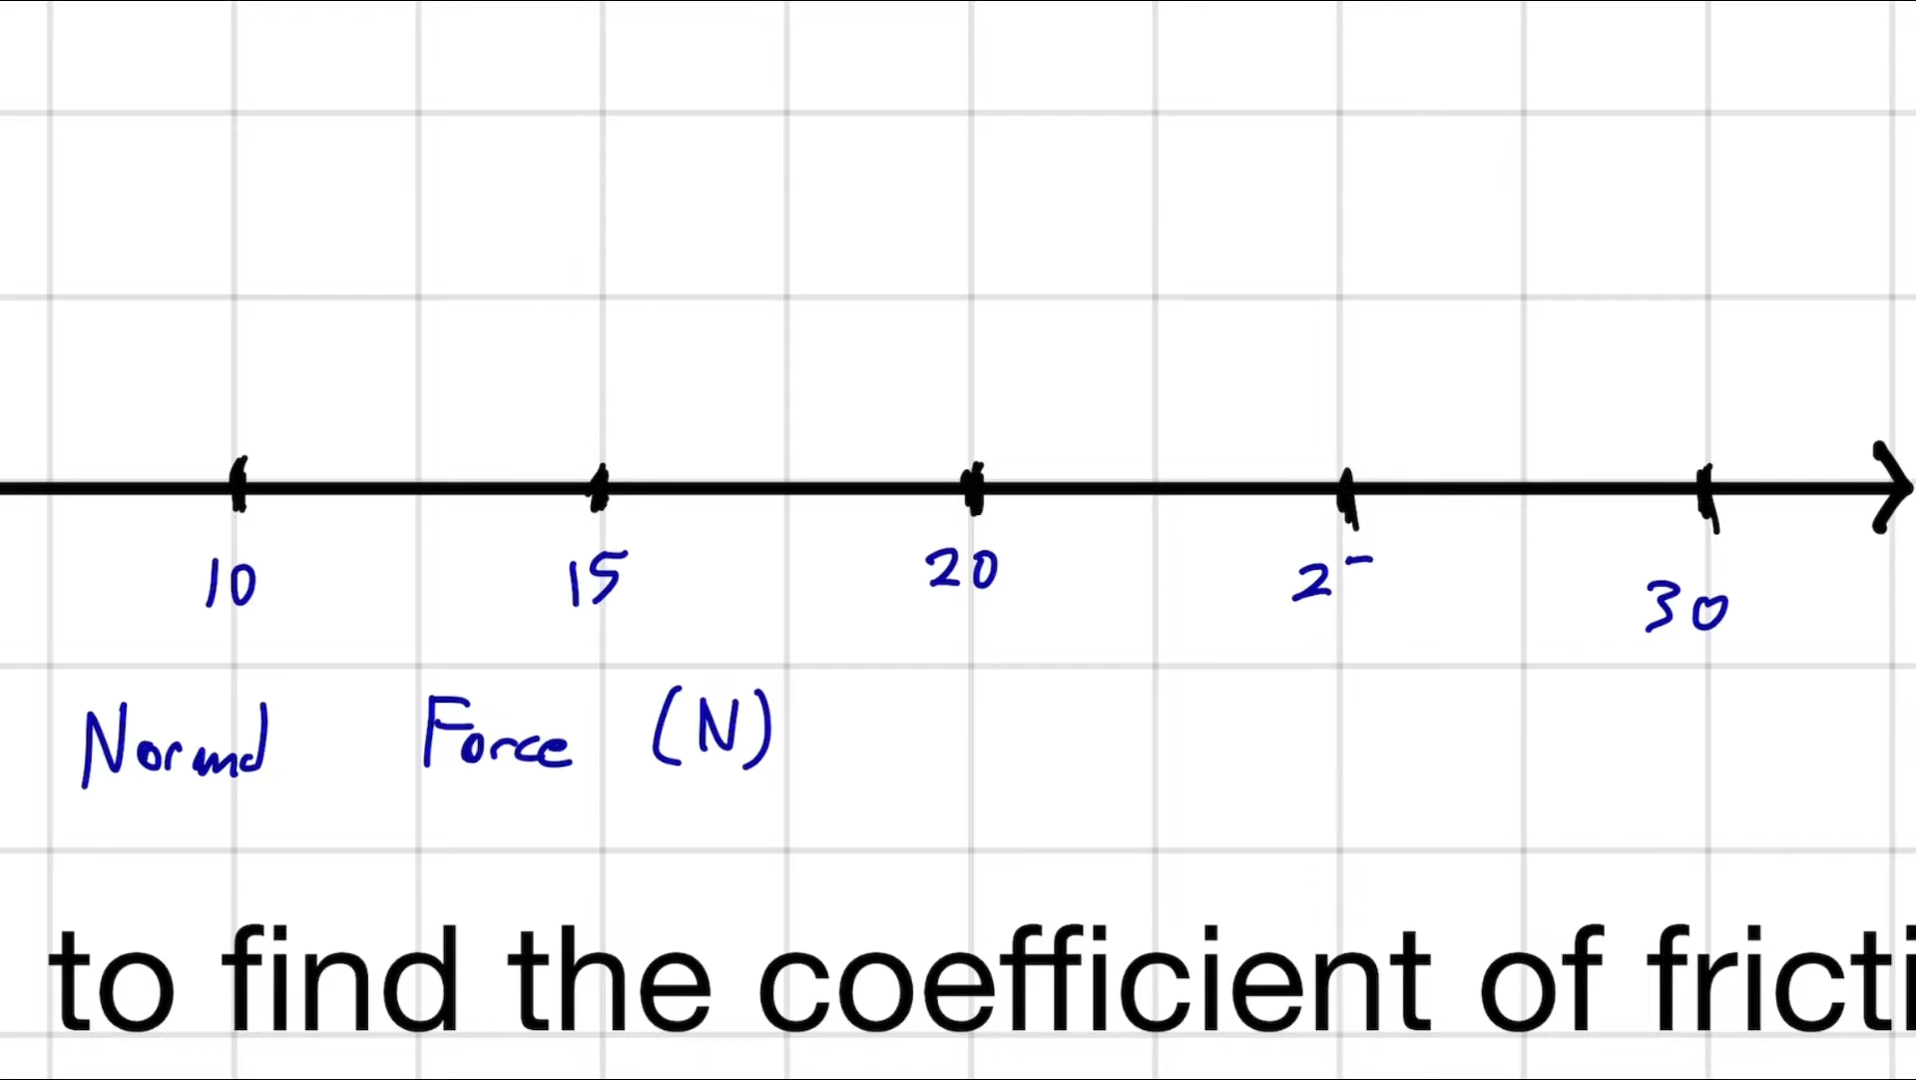 10 15 20 2- 30
Normal Force (N)
to find the coefficient of fricti